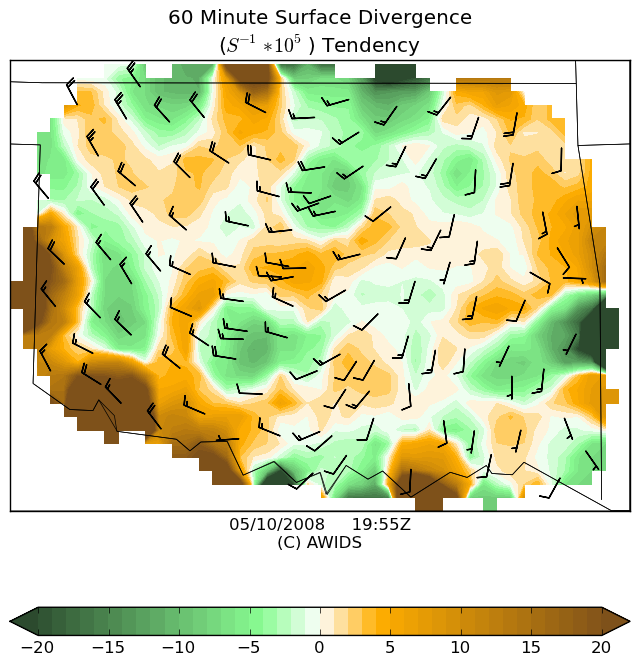 60 Minute Surface Divergence
(S⁻¹ * 10⁵ ) Tendency
05/10/2008 19:55Z
(C) AWIDS
−20 −15 −10 −5 0 5 10 15 20